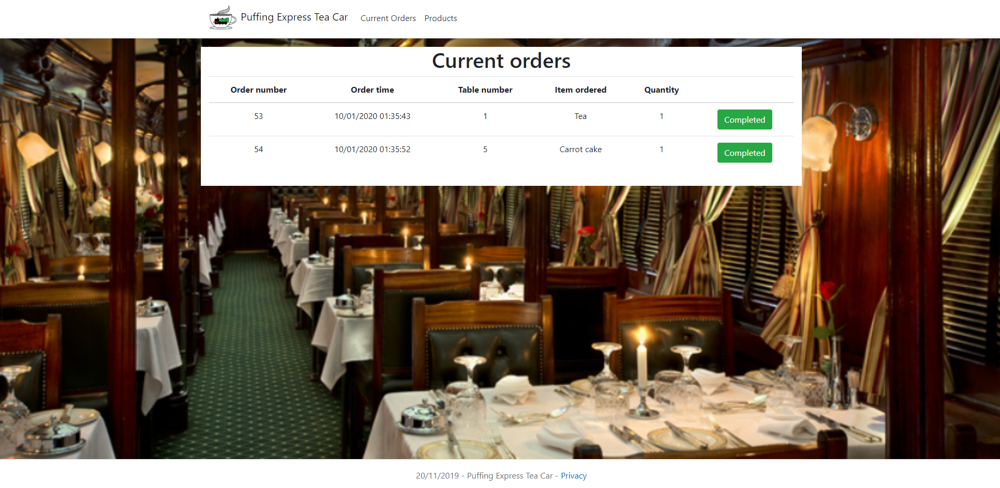 Puffing Express Tea Car Current Orders Products
Current orders
Order number Order time Table number Item ordered Quantity
53 10/01/2020 01:35:43 1 Tea 1 Completed
54 10/01/2020 01:35:52 5 Carrot cake 1 Completed
20/11/2019 - Puffing Express Tea Car - Privacy